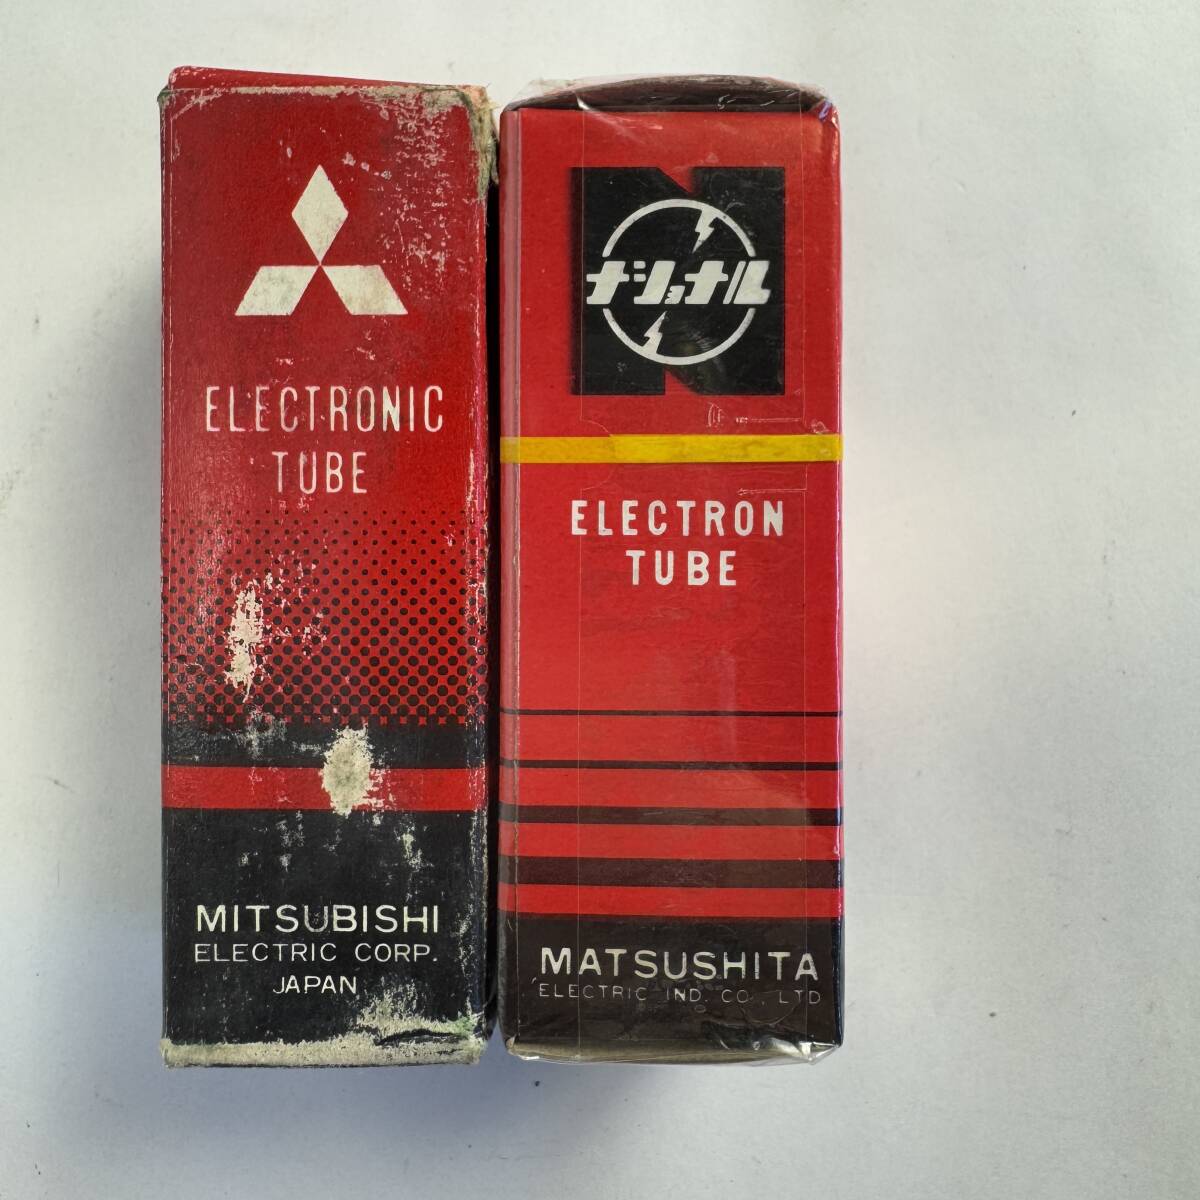 ELECTRONIC
TUBE
MITSUBISHI
ELECTRIC CORP.
JAPAN
N
ナショナル
ELECTRON
TUBE
MATSUSHITA
ELECTRIC IND. CO., LTD